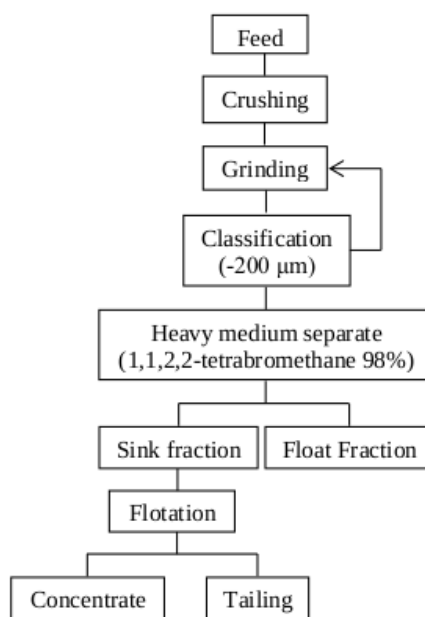 Feed
Crushing
Grinding
Classification
(-200 μm)
Heavy medium separate
(1,1,2,2-tetrabromethane 98%)
Sink fraction
Float Fraction
Flotation
Concentrate
Tailing